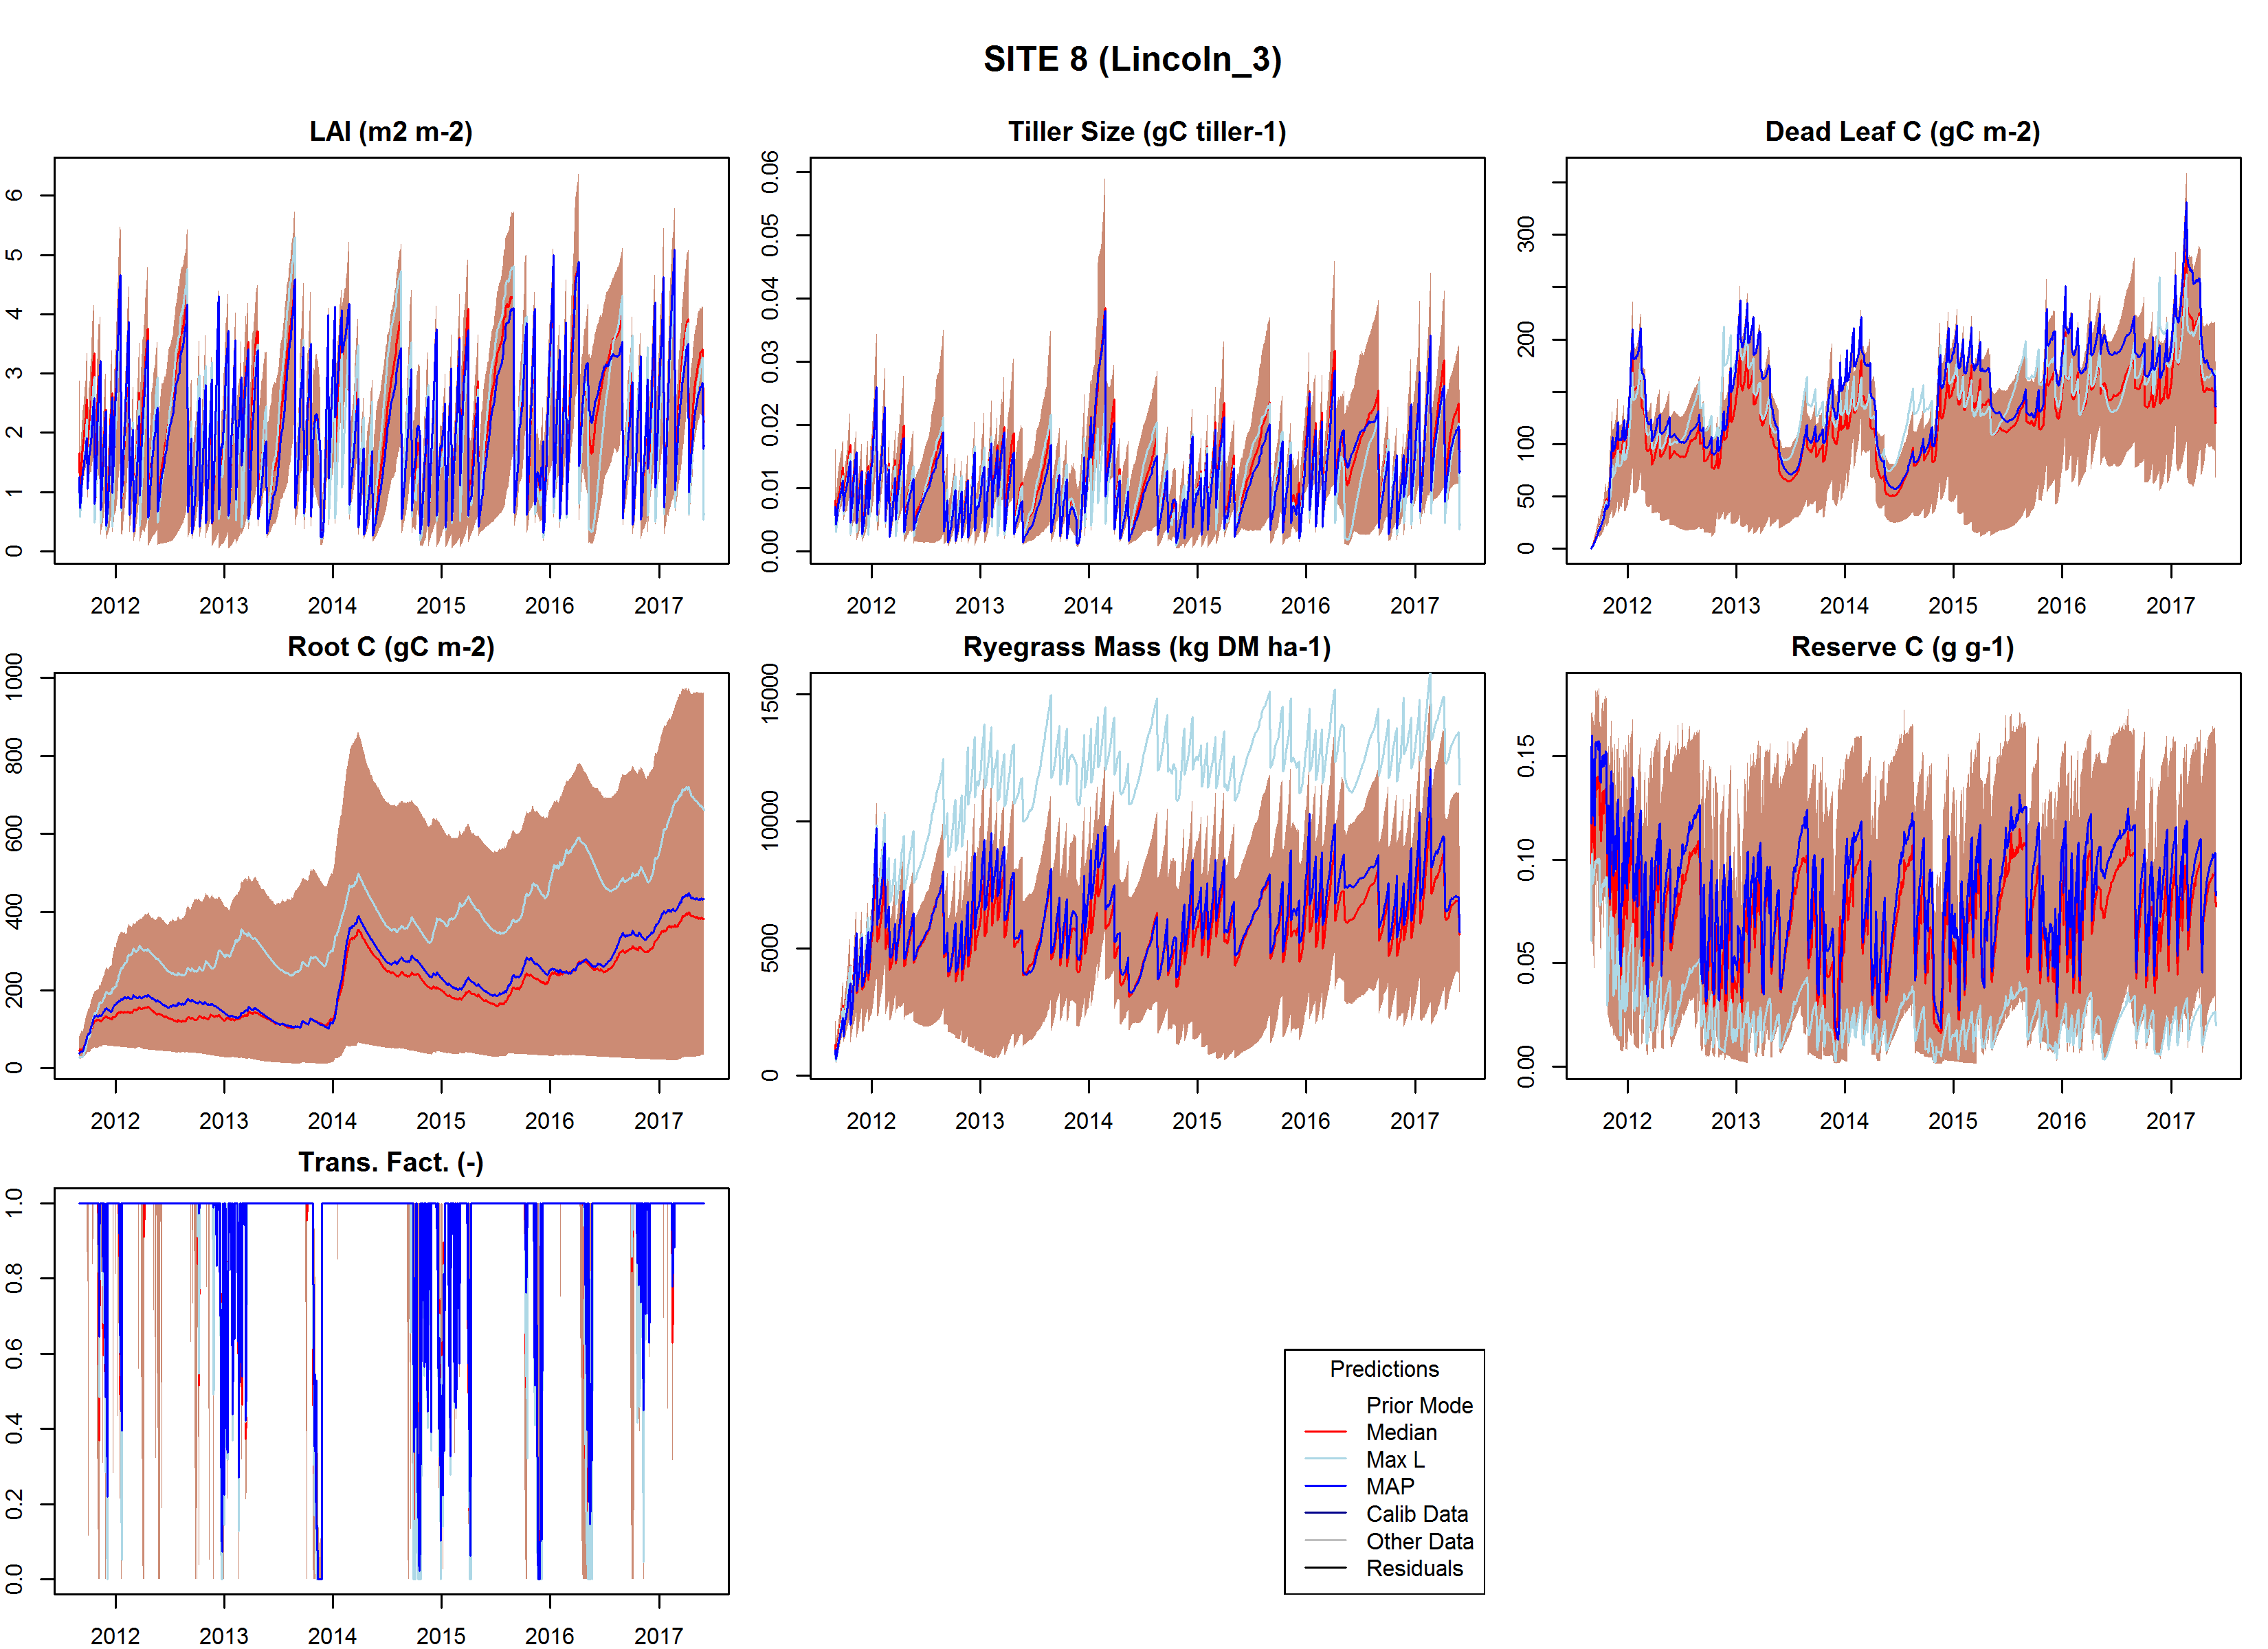 SITE 8 (Lincoln_3)
LAI (m2 m-2)
0 1 2 3 4 5 6
2012 2013 2014 2015 2016 2017
Tiller Size (gC tiller-1)
0.00 0.01 0.02 0.03 0.04 0.05 0.06
2012 2013 2014 2015 2016 2017
Dead Leaf C (gC m-2)
0 50 100 200 300
2012 2013 2014 2015 2016 2017
Root C (gC m-2)
0 200 400 600 800 1000
2012 2013 2014 2015 2016 2017
Ryegrass Mass (kg DM ha-1)
0 5000 10000 15000
2012 2013 2014 2015 2016 2017
Reserve C (g g-1)
0.00 0.05 0.10 0.15
2012 2013 2014 2015 2016 2017
Trans. Fact. (-)
0.0 0.2 0.4 0.6 0.8 1.0
2012 2013 2014 2015 2016 2017
Predictions
Prior Mode
Median
Max L
MAP
Calib Data
Other Data
Residuals